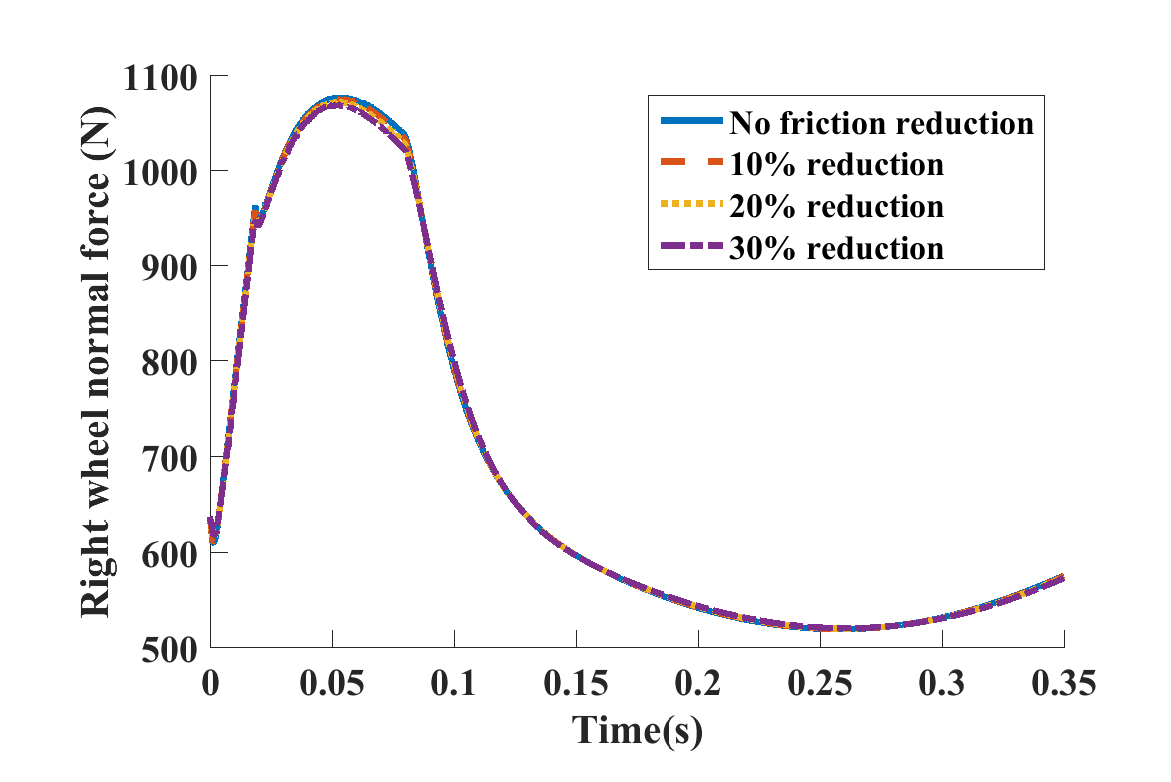 Right wheel normal force (N)
1100
1000
900
800
700
600
500
0
0.05
0.1
0.15
0.2
0.25
0.3
0.35
Time(s)
No friction reduction
10% reduction
20% reduction
30% reduction